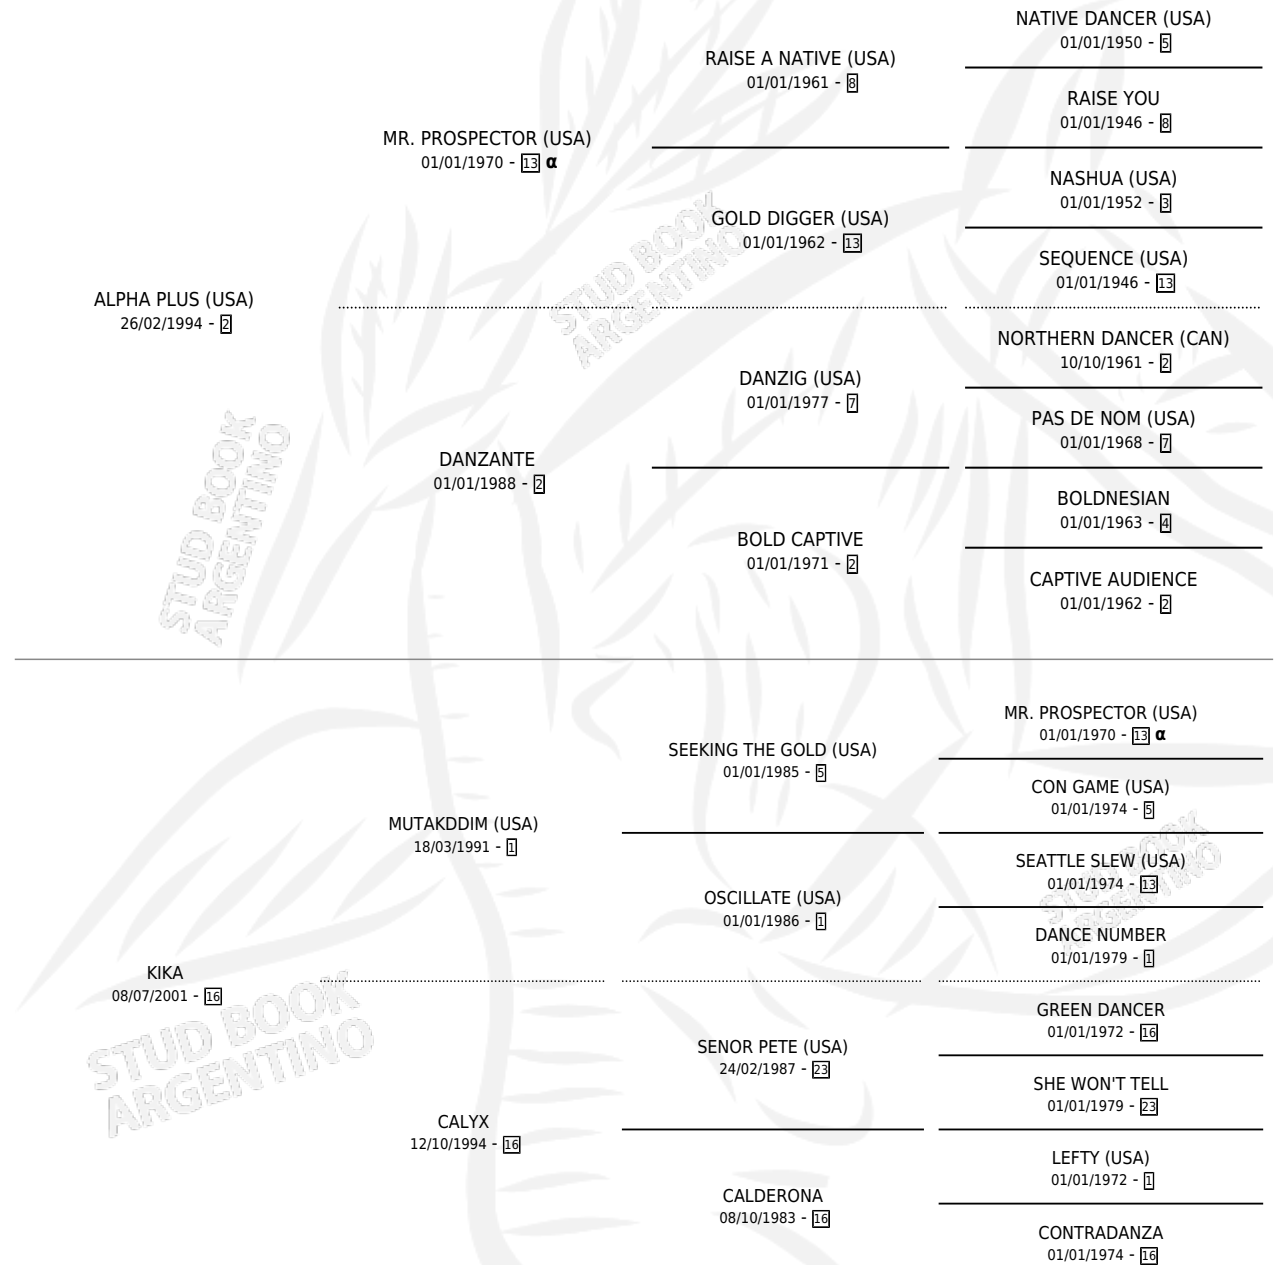 NATIVE DANCER (USA)
01/01/1950 - 5
RAISE A NATIVE (USA)
01/01/1961 - 8
RAISE YOU
01/01/1946 - 8
MR. PROSPECTOR (USA)
01/01/1970 - 13 α
NASHUA (USA)
01/01/1952 - 3
GOLD DIGGER (USA)
01/01/1962 - 13
SEQUENCE (USA)
01/01/1946 - 13
STUD BOOK
ARGENTINO
ALPHA PLUS (USA)
26/02/1994 - 2
NORTHERN DANCER (CAN)
10/10/1961 - 2
DANZIG (USA)
01/01/1977 - 7
PAS DE NOM (USA)
01/01/1968 - 7
DANZANTE
01/01/1988 - 2
BOLDNESIAN
01/01/1963 - 4
BOLD CAPTIVE
01/01/1971 - 2
CAPTIVE AUDIENCE
01/01/1962 - 2
STUD BOOK
ARGENTINO
MR. PROSPECTOR (USA)
01/01/1970 - 13 α
SEEKING THE GOLD (USA)
01/01/1985 - 5
CON GAME (USA)
01/01/1974 - 5
MUTAKDDIM (USA)
18/03/1991 - 1
SEATTLE SLEW (USA)
01/01/1974 - 13
OSCILLATE (USA)
01/01/1986 - 1
DANCE NUMBER
01/01/1979 - 1
STUD BOOK
ARGENTINO
KIKA
08/07/2001 - 16
GREEN DANCER
01/01/1972 - 16
SENOR PETE (USA)
24/02/1987 - 23
SHE WON'T TELL
01/01/1979 - 23
CALYX
12/10/1994 - 16
LEFTY (USA)
01/01/1972 - 1
CALDERONA
08/10/1983 - 16
CONTRADANZA
01/01/1974 - 16
STUD BOOK
ARGENTINO